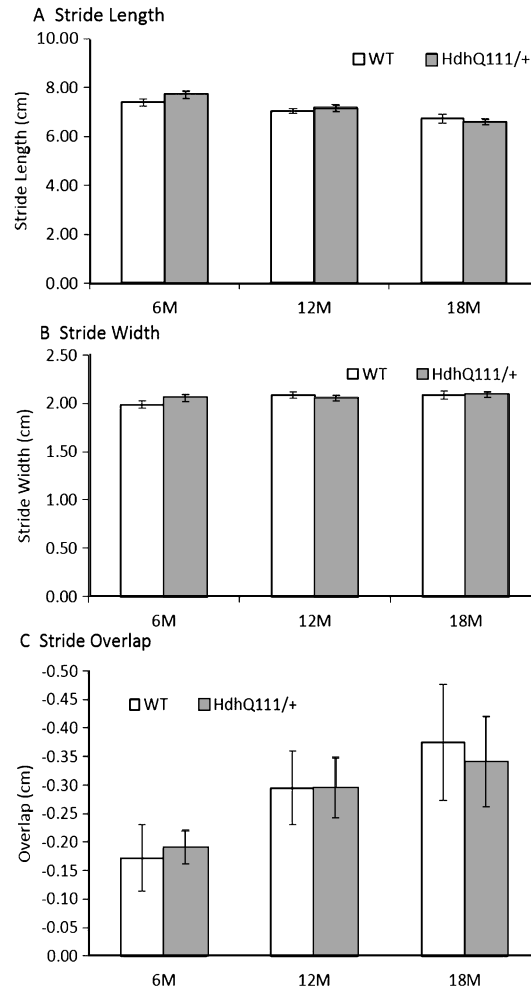 A Stride Length
10.00
WT
HdhQ111/+
8.00
6.00
4.00
2.00
0.00
Stride Length (cm)
6M
12M
18M
B Stride Width
2.50
WT
HdhQ111/+
2.00
1.50
1.00
0.50
0.00
Stride Width (cm)
6M
12M
18M
C Stride Overlap
-0.50
-0.45
WT
HdhQ111/+
-0.40
-0.35
-0.30
-0.25
-0.20
-0.15
-0.10
-0.05
0.00
Overlap (cm)
6M
12M
18M